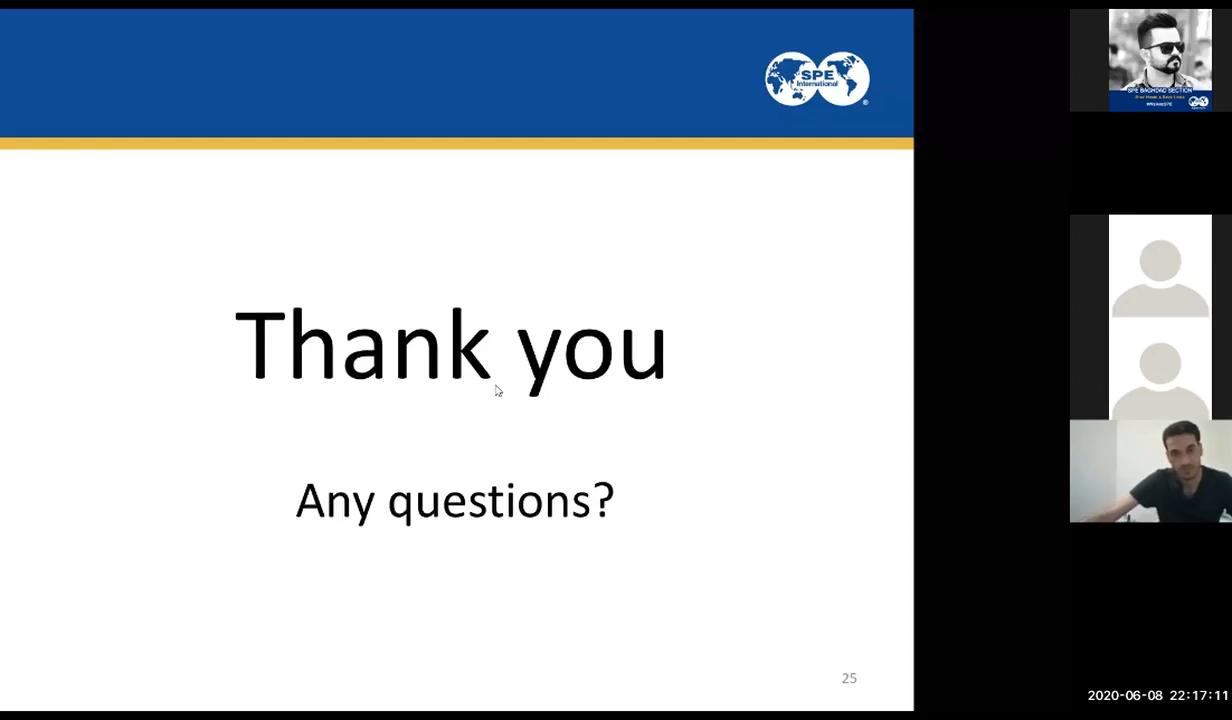 SPE
International
®
Thank you
Any questions?
25
SPE BAGHDAD SECTION
2020-06-08 22:17:11